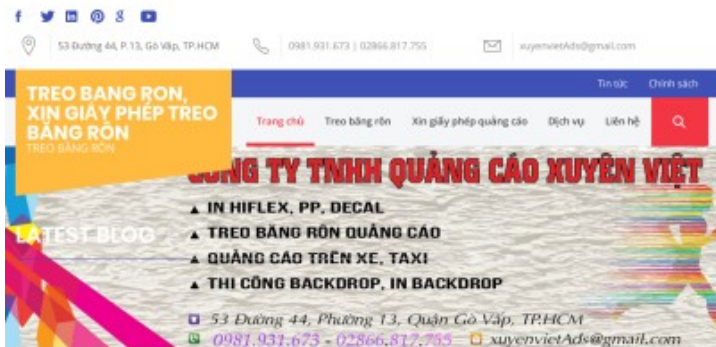 53 Đường 44, P.13, Gò Vấp, TP.HCM
0981.931.673 | 02866.817.755
xuyenvietAds@gmail.com
Tin tức Chính sách
TREO BANG RON,
XIN GIẤY PHÉP TREO
BĂNG RÔN
TREO BĂNG RÔN
Trang chủ Treo băng rôn Xin giấy phép quảng cáo Dịch vụ Liên hệ
CÔNG TY TNHH QUẢNG CÁO XUYÊN VIỆT
▲ IN HIFLEX, PP, DECAL
LATEST BLOG
▲ TREO BĂNG RÔN QUẢNG CÁO
▲ QUẢNG CÁO TRÊN XE, TAXI
▲ THI CÔNG BACKDROP, IN BACKDROP
53 Đường 44, Phường 13, Quận Gò Vấp, TP.HCM
0981.931.673 - 02866.817.755 xuyenvietAds@gmail.com